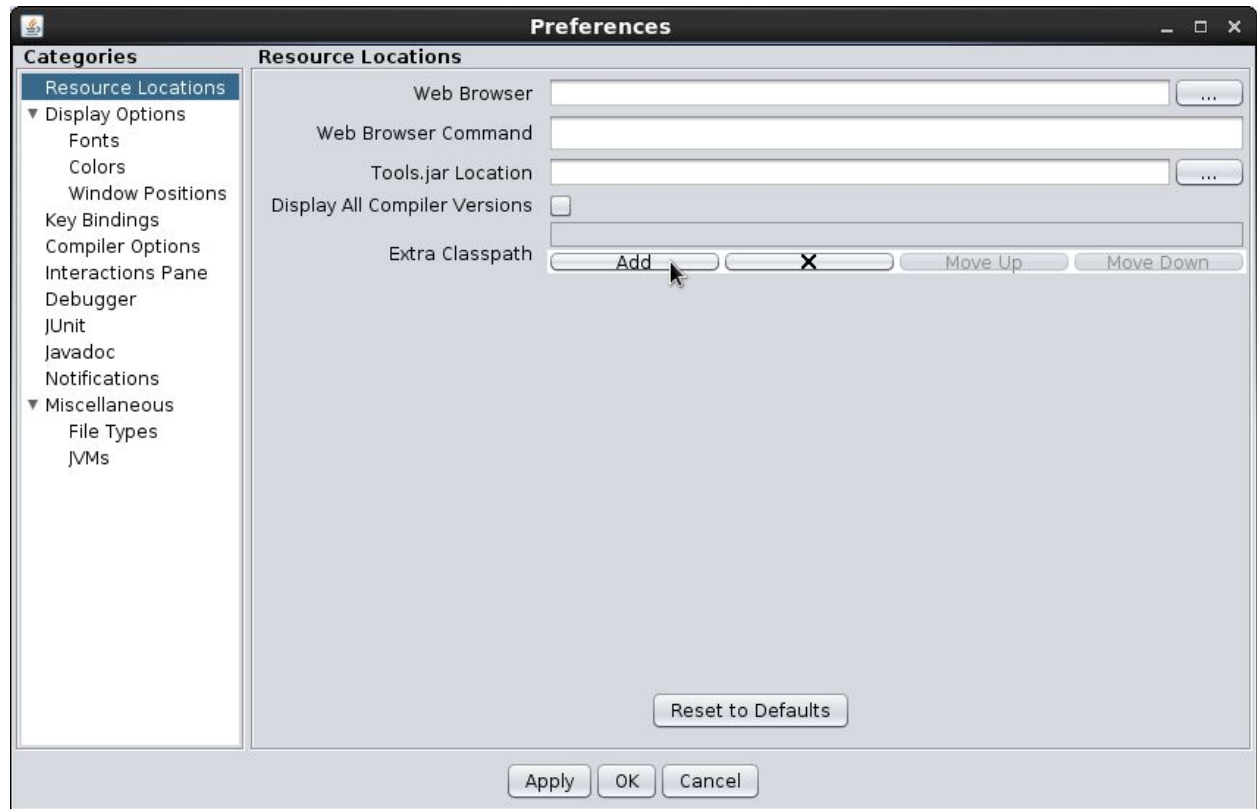 Preferences
Categories
Resource Locations
Display Options
Fonts
Colors
Window Positions
Key Bindings
Compiler Options
Interactions Pane
Debugger
JUnit
Javadoc
Notifications
Miscellaneous
File Types
JVMs
Resource Locations
Web Browser ...
Web Browser Command
Tools.jar Location ...
Display All Compiler Versions
Extra Classpath
Add X Move Up Move Down
Reset to Defaults
Apply OK Cancel